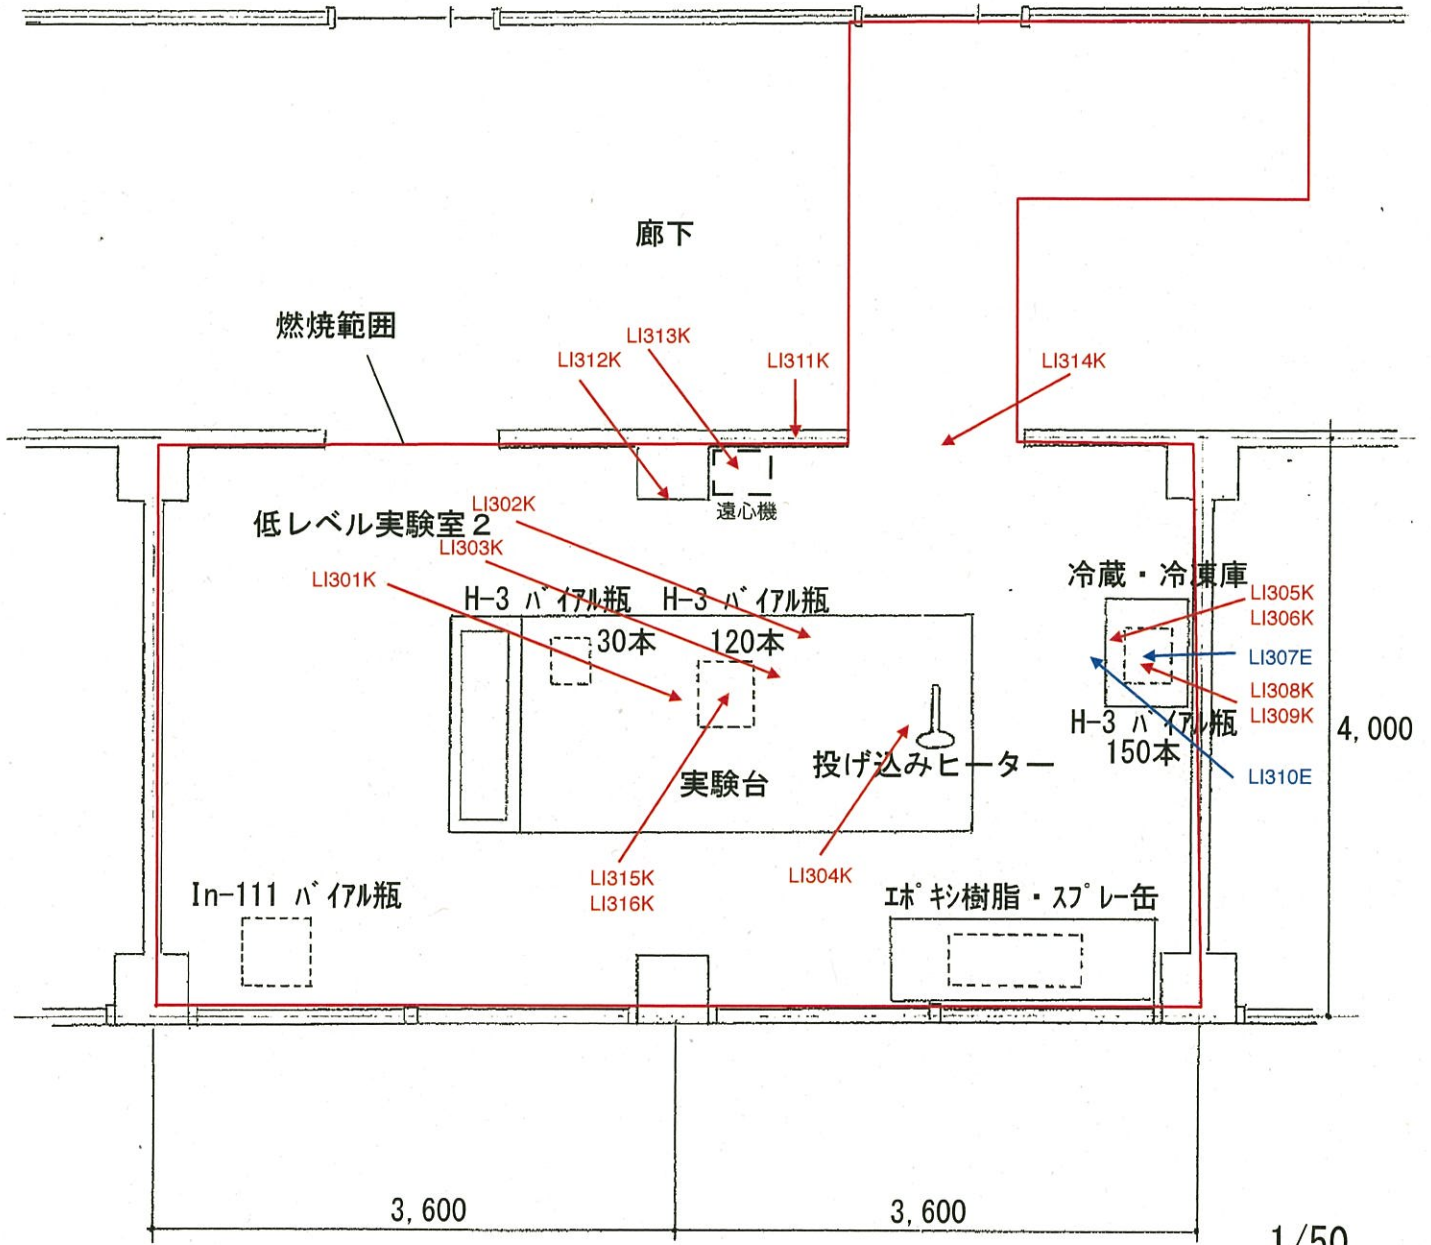 廊下
燃焼範囲
LI313K
LI312K
LI311K
LI314K
遠心機
LI302K
低レベル実験室2
LI303K
LI301K
冷蔵・冷凍庫
H-3 バイアル瓶
H-3 バイアル瓶
LI305K
LI306K
30本
120本
LI307E
LI308K
LI309K
H-3 バイアル瓶
150本
4,000
投げ込みヒーター
実験台
LI310E
LI315K
LI316K
LI304K
In-111 バイアル瓶
エポキシ樹脂・スプレー缶
3,600
3,600
1/50